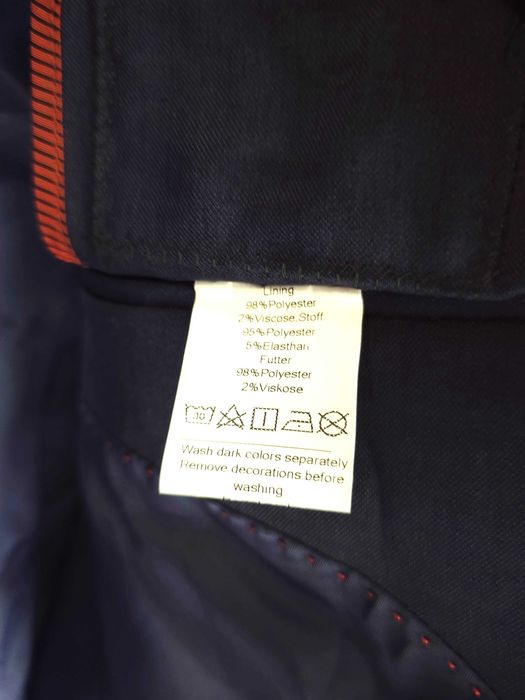 Lining
98%Polyester
2%Viscose,Stoff
95%Polyester
5%Elasthan
Futter
98%Polyester
2%Viskose
30
Wash dark colors separately
Remove decorations before
washing